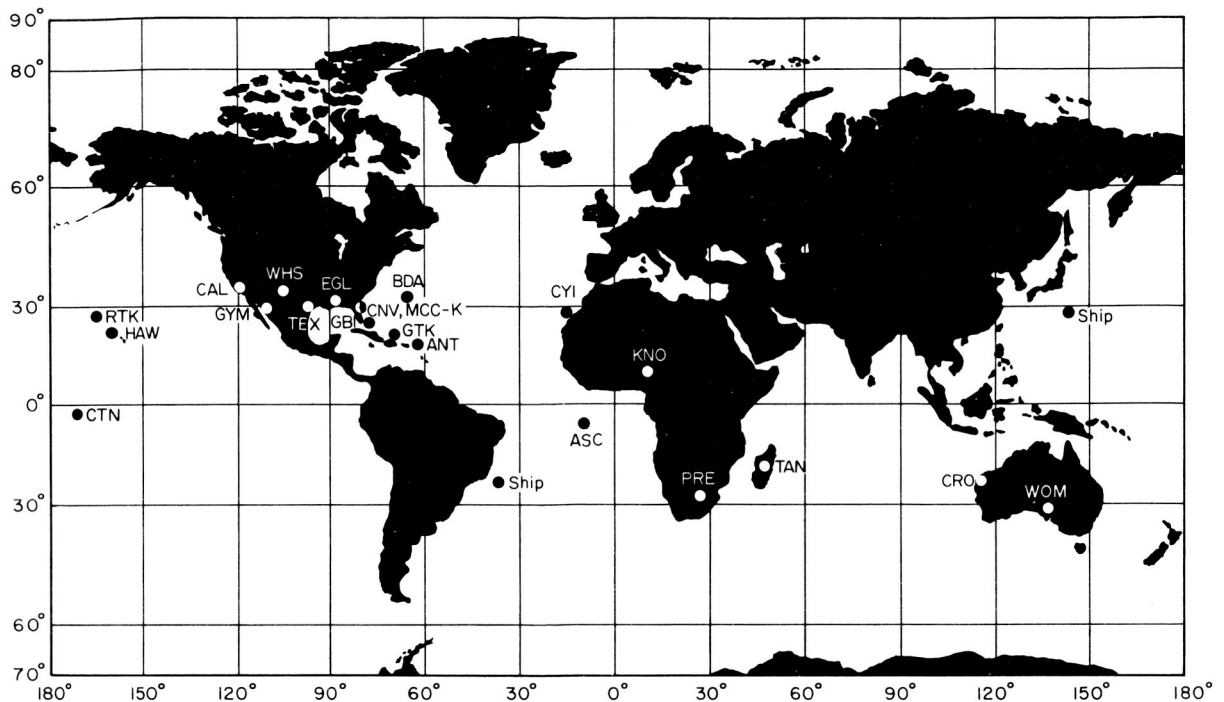 90°
80°
60°
WHS
EGL
BDA
CAL
CYI
30°
GYM
CNV, MCC-K
RTK
TEX
GBI
Ship
HAW
GTK
ANT
KNO
0°
CTN
ASC
TAN
PRE
CRO
Ship
WOM
30°
60°
70°
180° 150° 120° 90° 60° 30° 0° 30° 60° 90° 120° 150° 180°